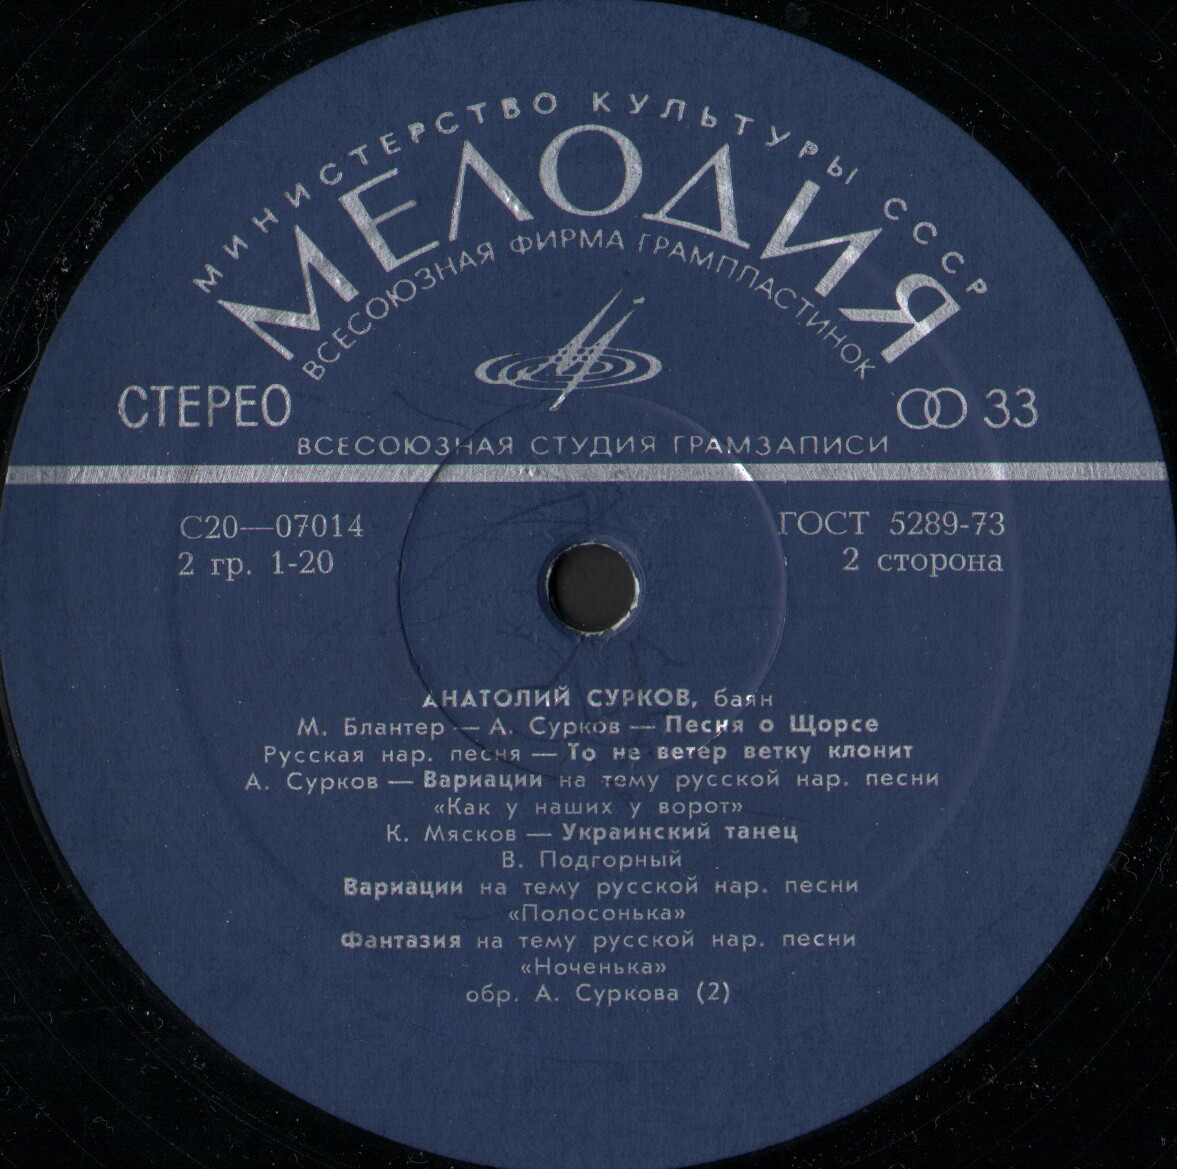 МИНИСТЕРСТВО КУЛЬТУРЫ СССР
МЕЛОДИЯ
ВСЕСОЮЗНАЯ ФИРМА ГРАМПЛАСТИНОК
СТЕРЕО
33
ВСЕСОЮЗНАЯ СТУДИЯ ГРАМЗАПИСИ
С20—07014
ГОСТ 5289-73
2 гр. 1-20
2 сторона
АНАТОЛИЙ СУРКОВ, баян
М. Блантер — А. Сурков — Песня о Щорсе
Русская нар. песня — То не ветер ветку клонит
А. Сурков — Вариации на тему русской нар. песни
«Как у наших у ворот»
К. Мясков — Украинский танец
В. Подгорный
Вариации на тему русской нар. песни
«Полосонька»
Фантазия на тему русской нар. песни
«Ноченька»
обр. А. Суркова (2)